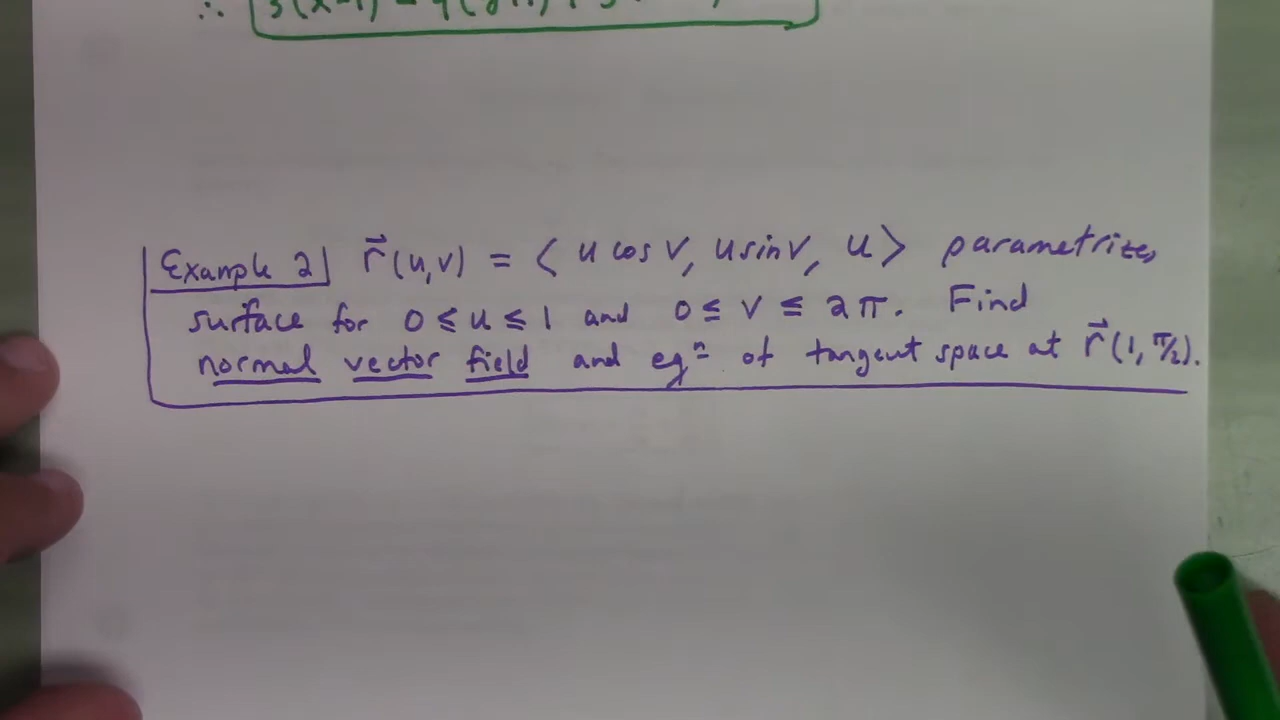 Example 2 r⃗(u,v) = ⟨ u cos v, u sin v, u ⟩ parametrizes
surface for 0 ≤ u ≤ 1 and 0 ≤ v ≤ 2π. Find
normal vector field and eqⁿ of tangent space at r⃗(1, π/2).